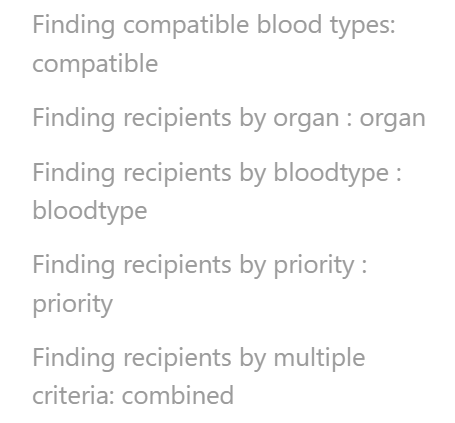 Finding compatible blood types:
compatible
Finding recipients by organ : organ
Finding recipients by bloodtype :
bloodtype
Finding recipients by priority :
priority
Finding recipients by multiple
criteria: combined